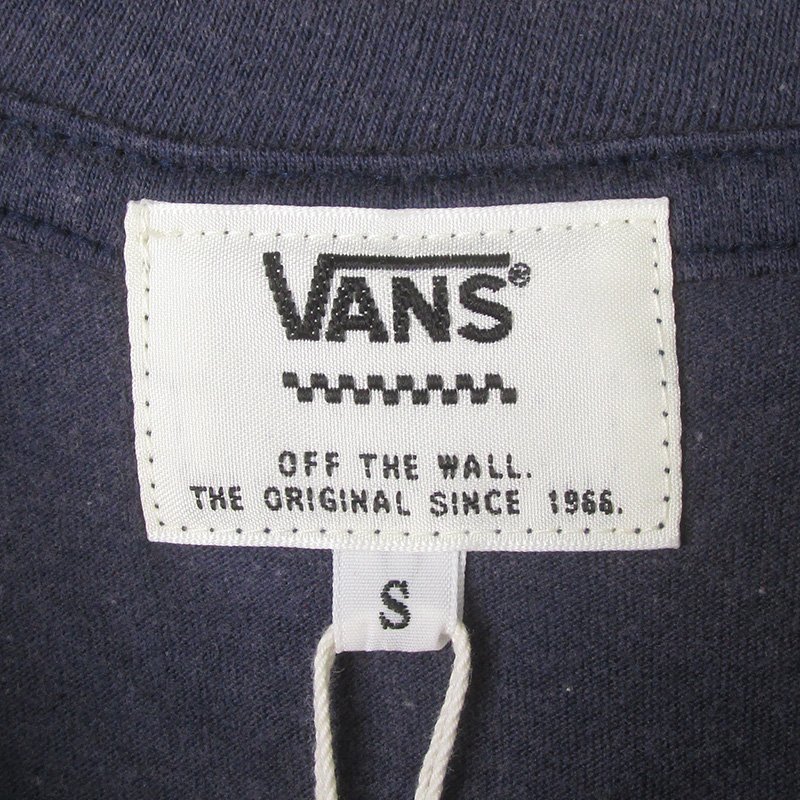 VANS®
OFF THE WALL.
THE ORIGINAL SINCE 1966.
S